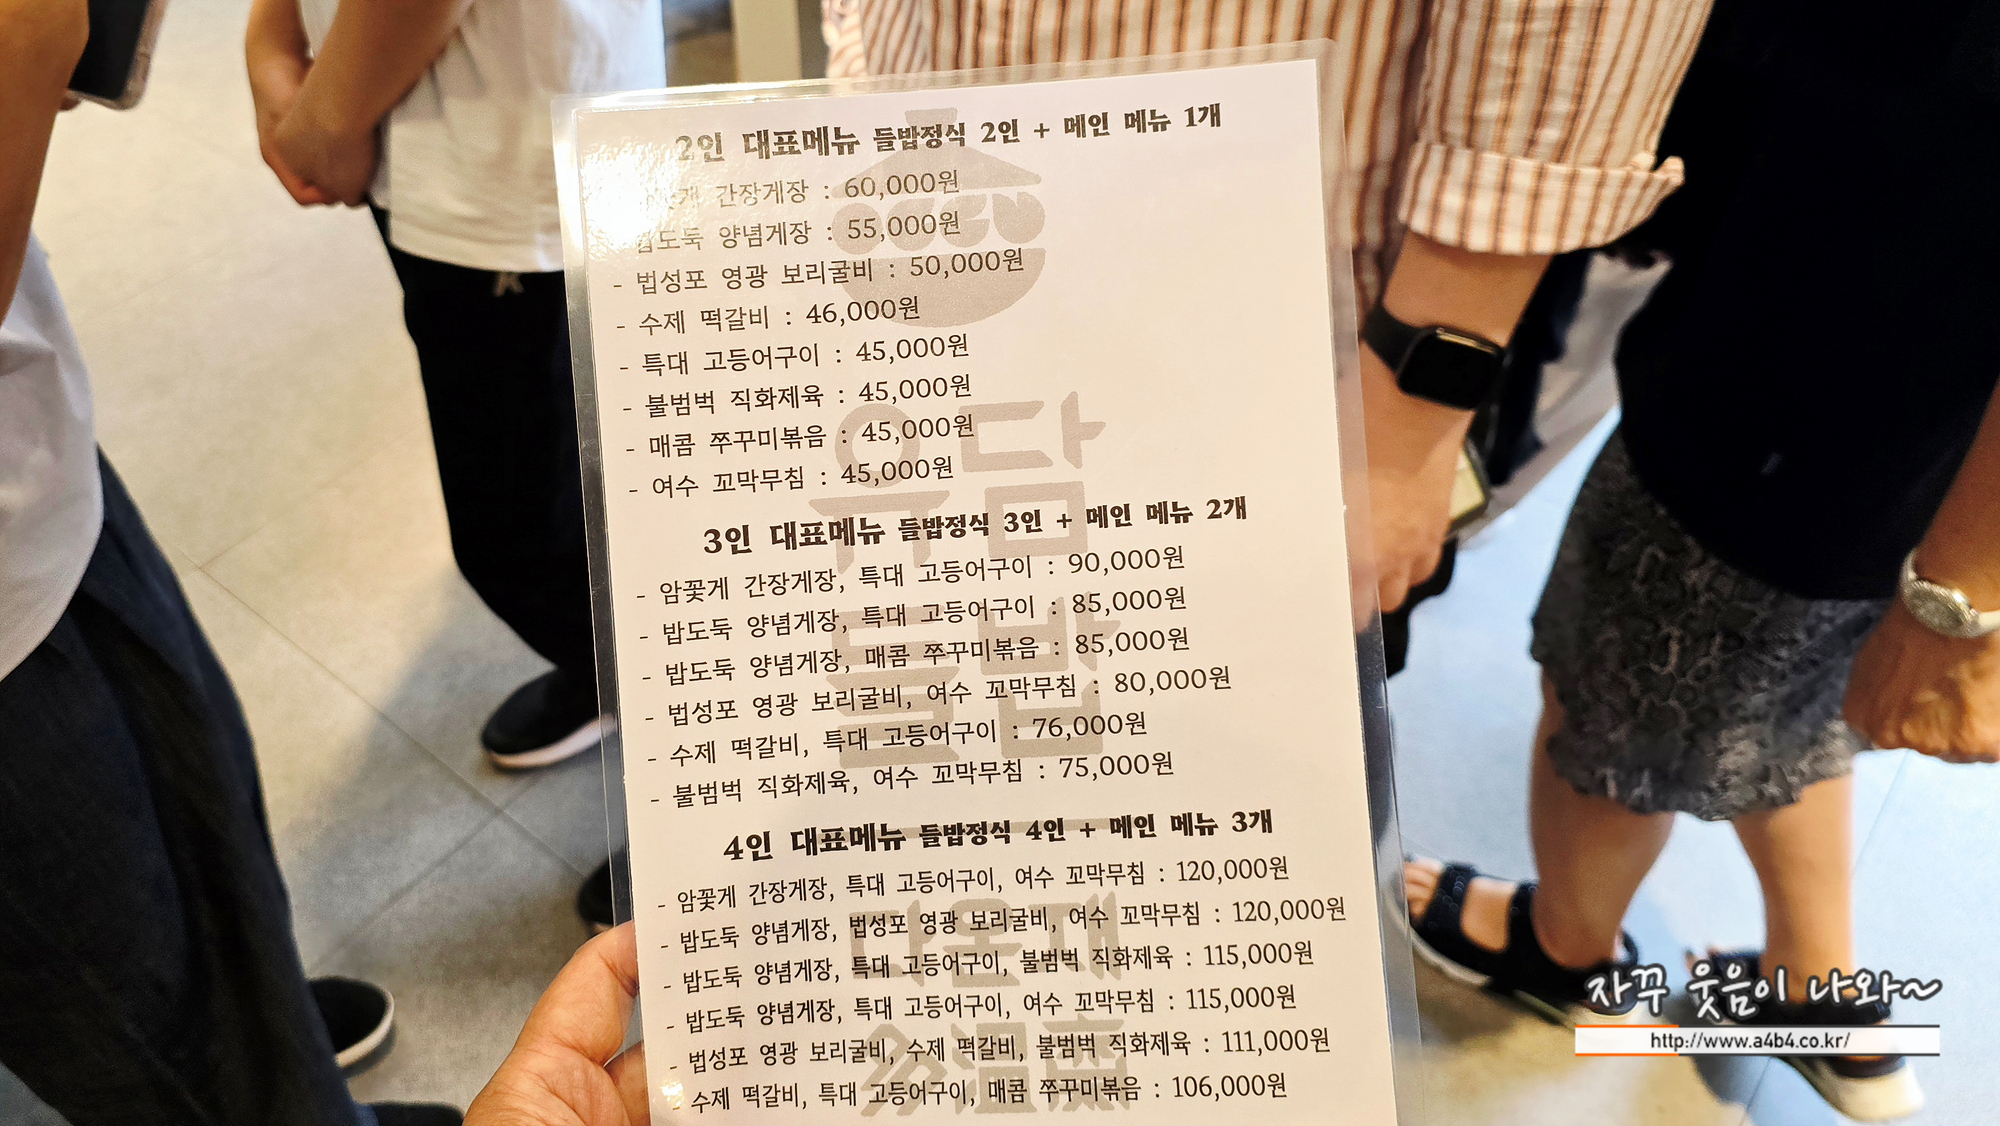 2인 대표메뉴 들밥정식 2인 + 메인 메뉴 1개
간장게장 : 60,000원
밥도둑 양념게장 : 55,000원
- 법성포 영광 보리굴비 : 50,000원
- 수제 떡갈비 : 46,000원
- 특대 고등어구이 : 45,000원
- 불범벅 직화제육 : 45,000원
- 매콤 쭈꾸미볶음 : 45,000원
- 여수 꼬막무침 : 45,000원
3인 대표메뉴 들밥정식 3인 + 메인 메뉴 2개
- 암꽃게 간장게장, 특대 고등어구이 : 90,000원
- 밥도둑 양념게장, 특대 고등어구이 : 85,000원
- 밥도둑 양념게장, 매콤 쭈꾸미볶음 : 85,000원
- 법성포 영광 보리굴비, 여수 꼬막무침 : 80,000원
- 수제 떡갈비, 특대 고등어구이 : 76,000원
- 불범벅 직화제육, 여수 꼬막무침 : 75,000원
4인 대표메뉴 들밥정식 4인 + 메인 메뉴 3개
- 암꽃게 간장게장, 특대 고등어구이, 여수 꼬막무침 : 120,000원
- 밥도둑 양념게장, 법성포 영광 보리굴비, 여수 꼬막무침 : 120,000원
- 밥도둑 양념게장, 특대 고등어구이, 불범벅 직화제육 : 115,000원
- 밥도둑 양념게장, 특대 고등어구이, 여수 꼬막무침 : 115,000원
- 법성포 영광 보리굴비, 수제 떡갈비, 불범벅 직화제육 : 111,000원
- 수제 떡갈비, 특대 고등어구이, 매콤 쭈꾸미볶음 : 106,000원
유담
들밥
자꾸 웃음이 나와~
http://www.a4b4.co.kr/